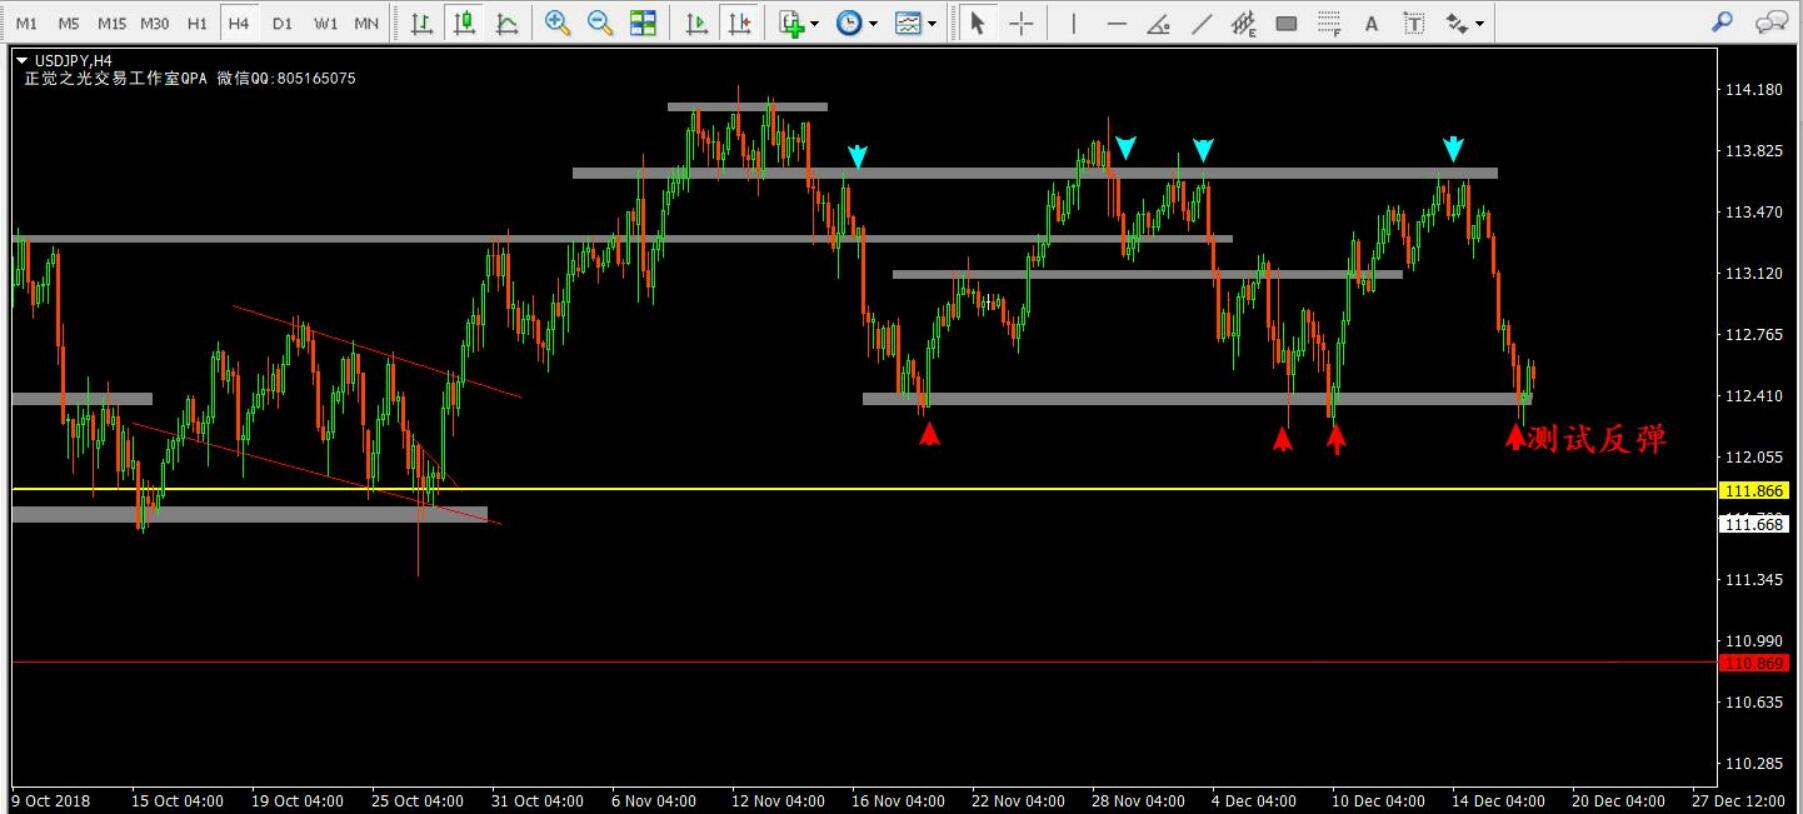 M1 M5 M15 M30 H1 H4 D1 W1 MN E F A T
USDJPY,H4
正觉之光交易工作室QPA 微信QQ:805165075
114.180
113.825
113.470
113.120
112.765
112.410
测试反弹
112.055
111.866
111.668
111.345
110.990
110.869
110.635
110.285
9 Oct 2018 15 Oct 04:00 19 Oct 04:00 25 Oct 04:00 31 Oct 04:00 6 Nov 04:00 12 Nov 04:00 16 Nov 04:00 22 Nov 04:00 28 Nov 04:00 4 Dec 04:00 10 Dec 04:00 14 Dec 04:00 20 Dec 04:00 27 Dec 12:00